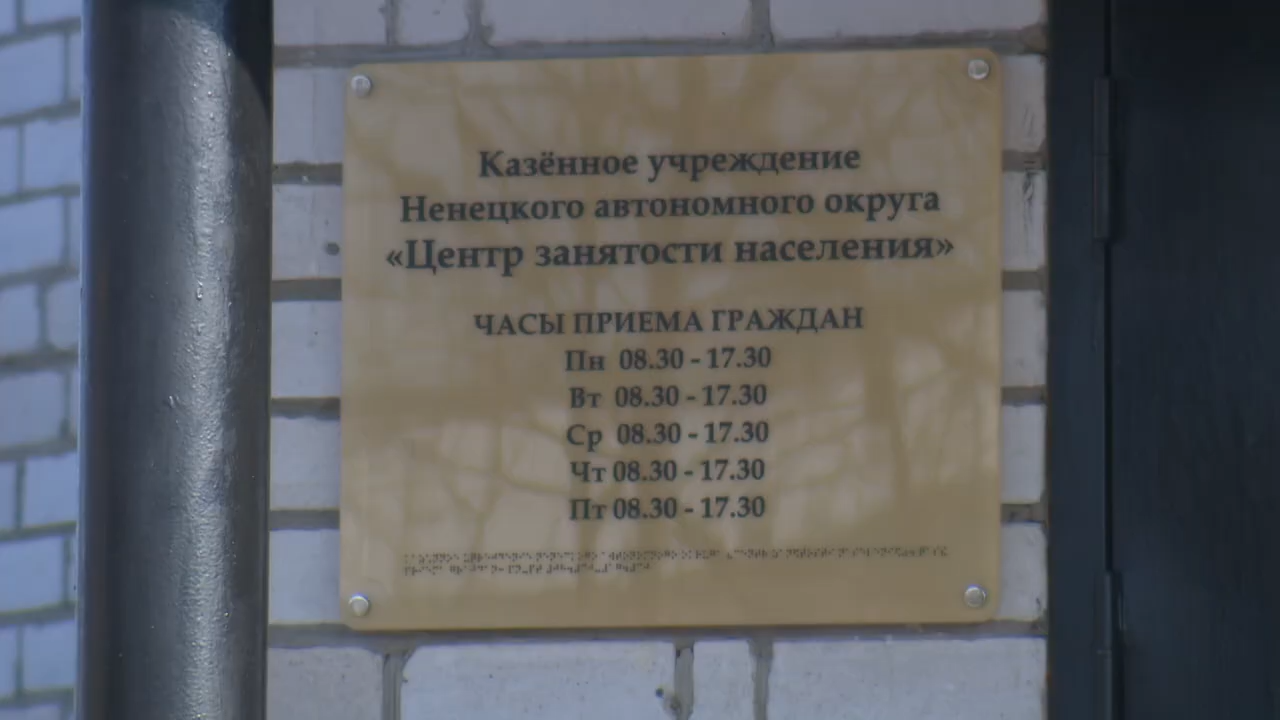 Казённое учреждение
Ненецкого автономного округа
«Центр занятости населения»
ЧАСЫ ПРИЕМА ГРАЖДАН
Пн 08.30 - 17.30
Вт 08.30 - 17.30
Ср 08.30 - 17.30
Чт 08.30 - 17.30
Пт 08.30 - 17.30